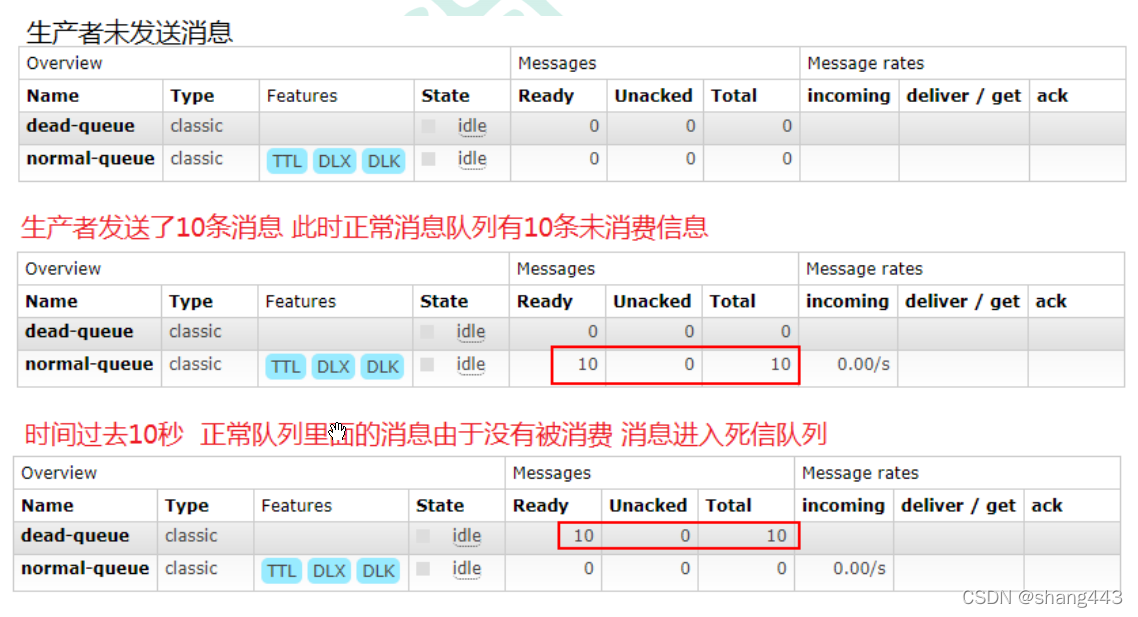 生产者未发送消息
Overview Messages Message rates
Name Type Features State Ready Unacked Total incoming deliver / get ack
dead-queue classic idle 0 0 0
normal-queue classic TTL DLX DLK idle 0 0 0
生产者发送了10条消息 此时正常消息队列有10条未消费信息
Overview Messages Message rates
Name Type Features State Ready Unacked Total incoming deliver / get ack
dead-queue classic idle 0 0 0
normal-queue classic TTL DLX DLK idle 10 0 10 0.00/s
时间过去10秒 正常队列里面的消息由于没有被消费 消息进入死信队列
Overview Messages Message rates
Name Type Features State Ready Unacked Total incoming deliver / get ack
dead-queue classic idle 10 0 10
normal-queue classic TTL DLX DLK idle 0 0 0 0.00/s
CSDN @shang443